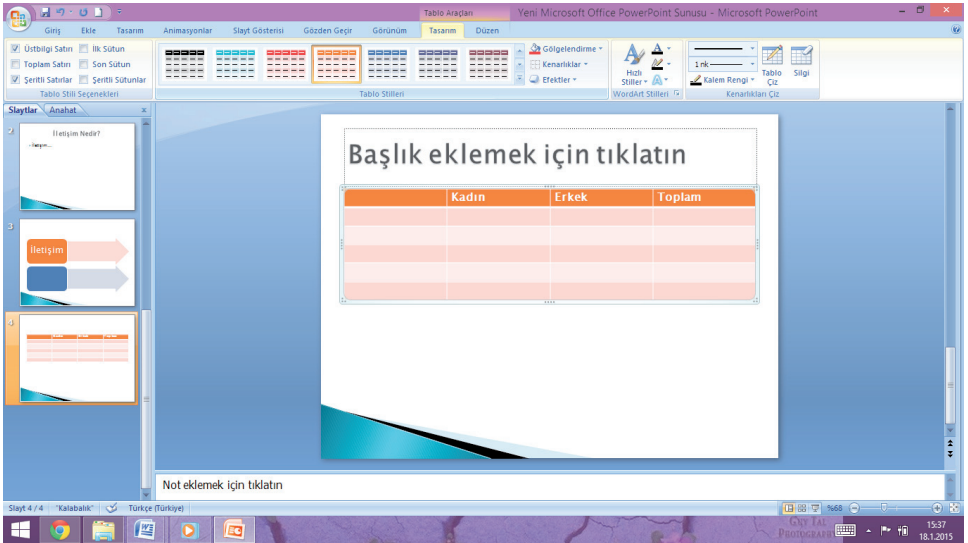 Tablo Araçları
Yeni Microsoft Office PowerPoint Sunusu - Microsoft PowerPoint
Giriş Ekle Tasarım Animasyonlar Slayt Gösterisi Gözden Geçir Görünüm Tasarım Düzen
Üstbilgi Satırı İlk Sütun
Toplam Satırı Son Sütun
Şeritli Satırlar Şeritli Sütunlar
Tablo Stili Seçenekleri
Tablo Stilleri
Gölgelendirme
Kenarlıklar
Efektler
Hızlı Stiller
WordArt Stilleri
1 nk
Kalem Rengi
Tablo Çiz
Silgi
Kenarlıkları Çiz
Slaytlar Anahat x
2
İletişim Nedir?
3
İletişim
4
Başlık eklemek için tıklatın
Kadın Erkek Toplam
Not eklemek için tıklatın
Slayt 4 / 4 "Kalabalık" Türkçe (Türkiye) %68
15:37
18.1.2015